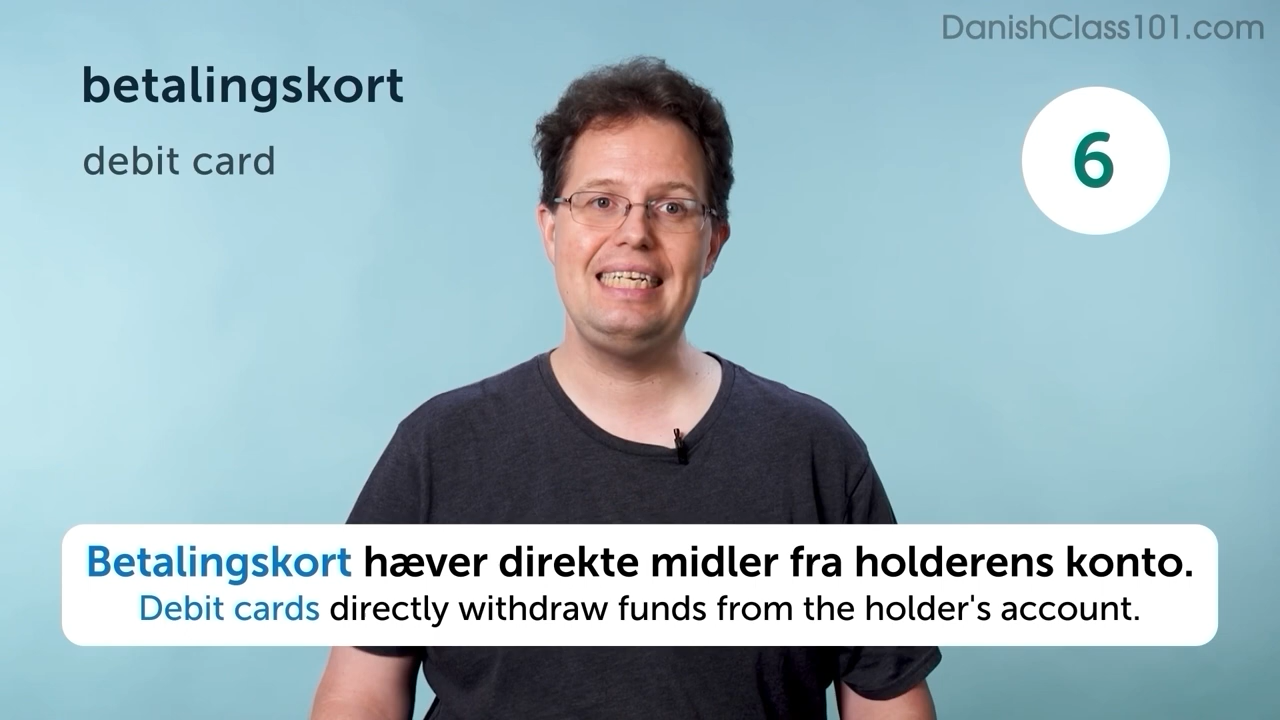 DanishClass101.com
betalingskort
debit card
6
Betalingskort hæver direkte midler fra holderens konto.
Debit cards directly withdraw funds from the holder's account.